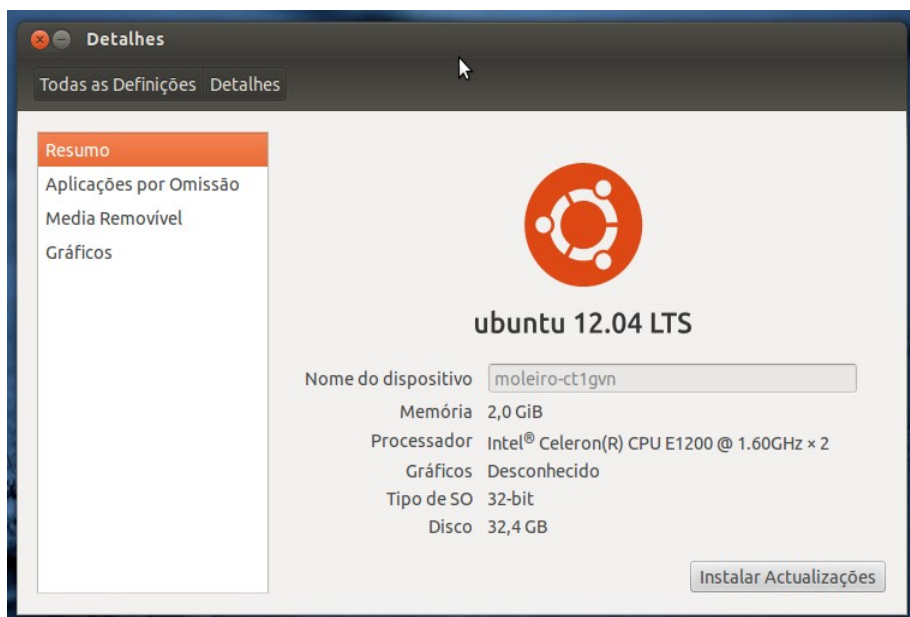 Detalhes
Todas as Definições Detalhes
Resumo
Aplicações por Omissão
Media Removível
Gráficos
ubuntu 12.04 LTS
Nome do dispositivo moleiro-ct1gvn
Memória 2,0 GiB
Processador Intel® Celeron(R) CPU E1200 @ 1.60GHz × 2
Gráficos Desconhecido
Tipo de SO 32-bit
Disco 32,4 GB
Instalar Actualizações